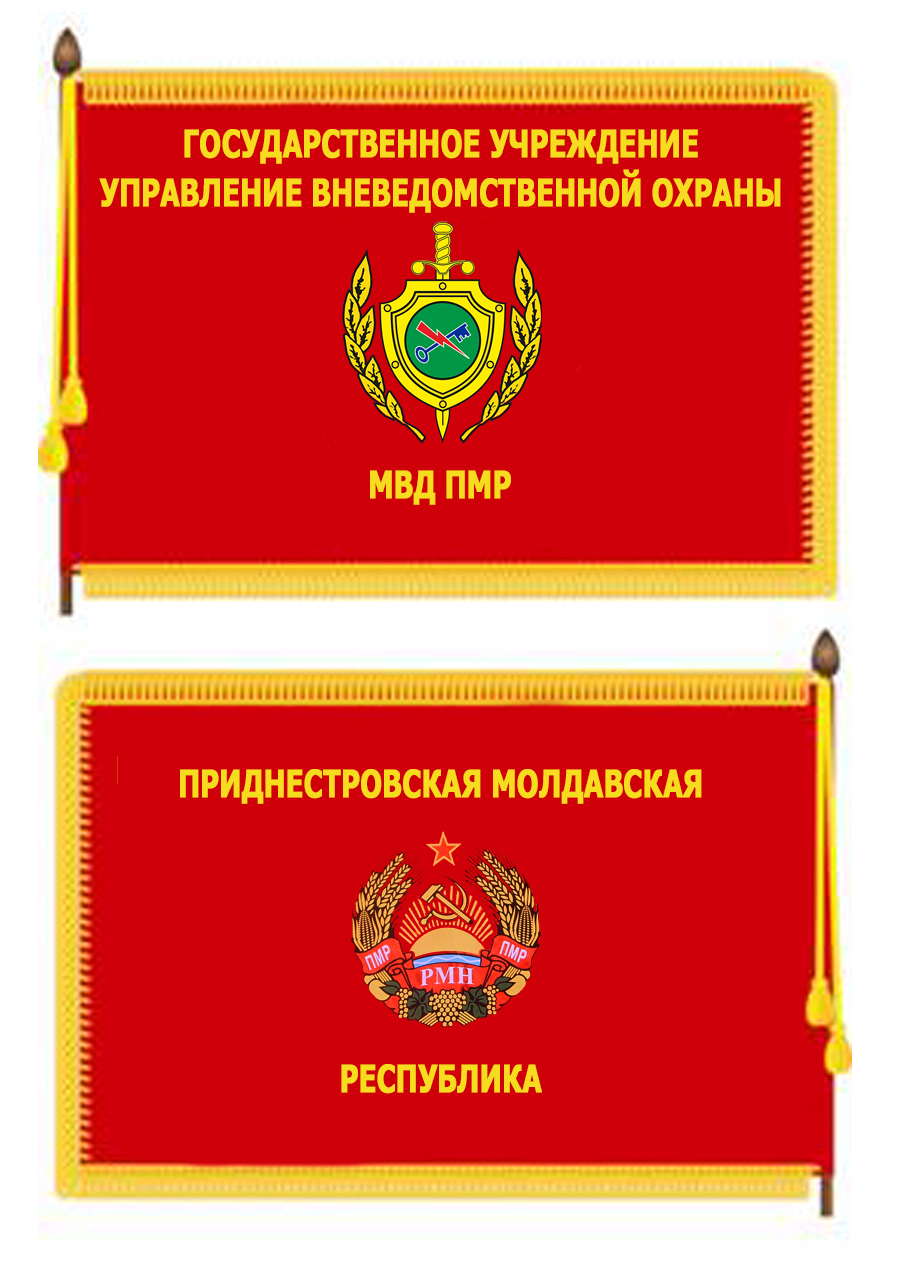 ГОСУДАРСТВЕННОЕ УЧРЕЖДЕНИЕ
УПРАВЛЕНИЕ ВНЕВЕДОМСТВЕННОЙ ОХРАНЫ
МВД ПМР
ПРИДНЕСТРОВСКАЯ МОЛДАВСКАЯ
ПМР
ПМР
РМН
РЕСПУБЛИКА